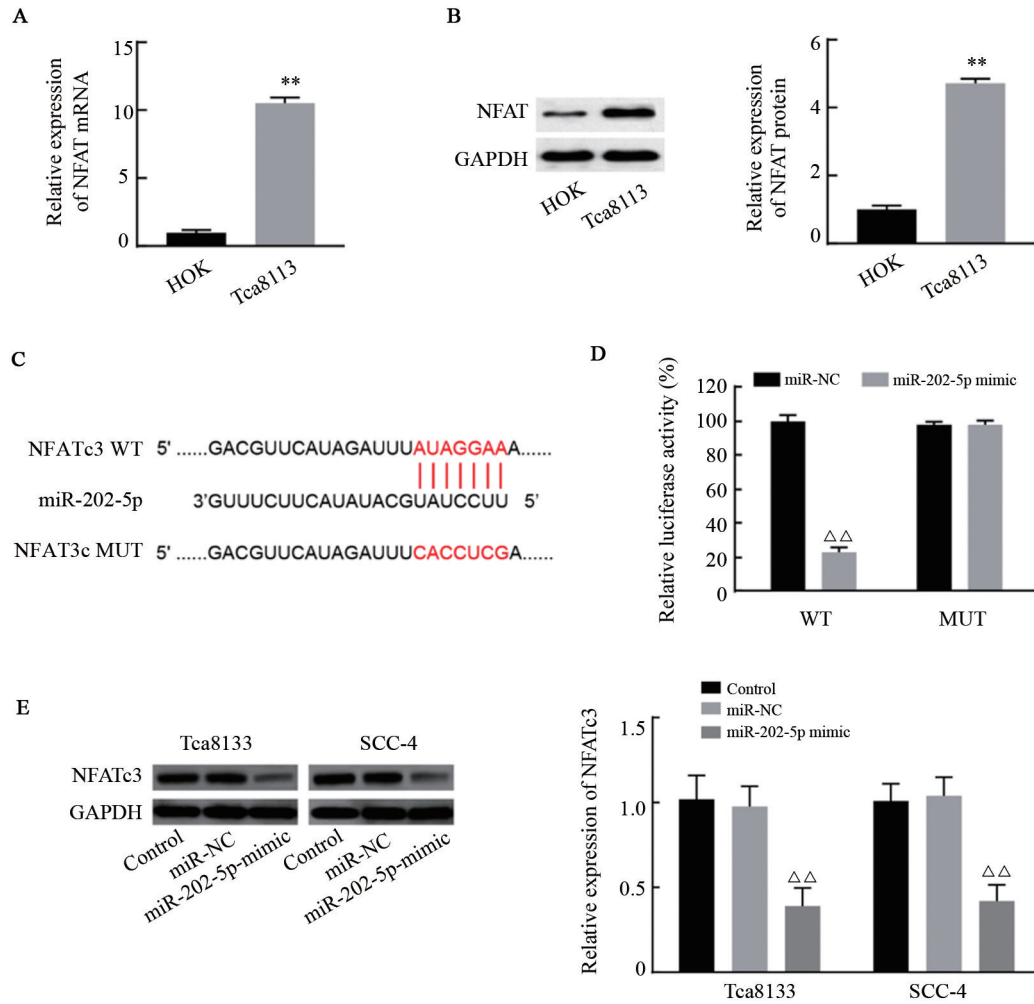 A
Relative expression
of NFAT mRNA
15
10
5
0
**
HOK
Tca8113
B
NFAT
GAPDH
HOK
Tca8113
Relative expression
of NFAT protein
6
4
2
0
**
HOK
Tca8113
C
NFATc3 WT 5' ......GACGUUCAUAGAUUUAUAGGAAA......
miR-202-5p 3'GUUUCUUCAUAUACGUAUCCUU 5'
NFAT3c MUT 5' ......GACGUUCAUAGAUUUCACCUCGA......
D
Relative luciferase activity (%)
miR-NC miR-202-5p mimic
120
100
80
60
40
20
0
△△
WT MUT
E
Tca8133 SCC-4
NFATc3
GAPDH
Control
miR-NC
miR-202-5p-mimic
Control
miR-NC
miR-202-5p-mimic
Relative expression of NFATc3
Control
miR-NC
miR-202-5p mimic
1.5
1.0
0.5
0
△△
△△
Tca8133 SCC-4